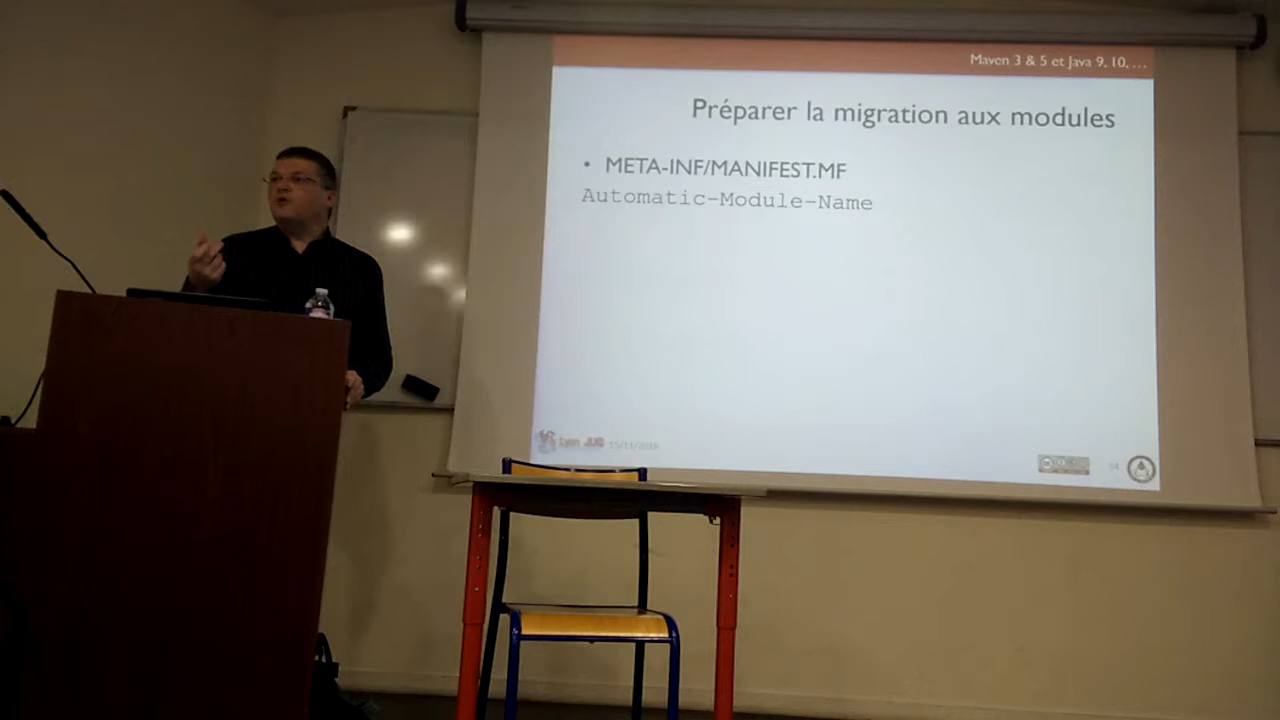 Maven 3 & 5 et Java 9, 10, …
Préparer la migration aux modules
• META-INF/MANIFEST.MF
Automatic-Module-Name
Lyon JUG